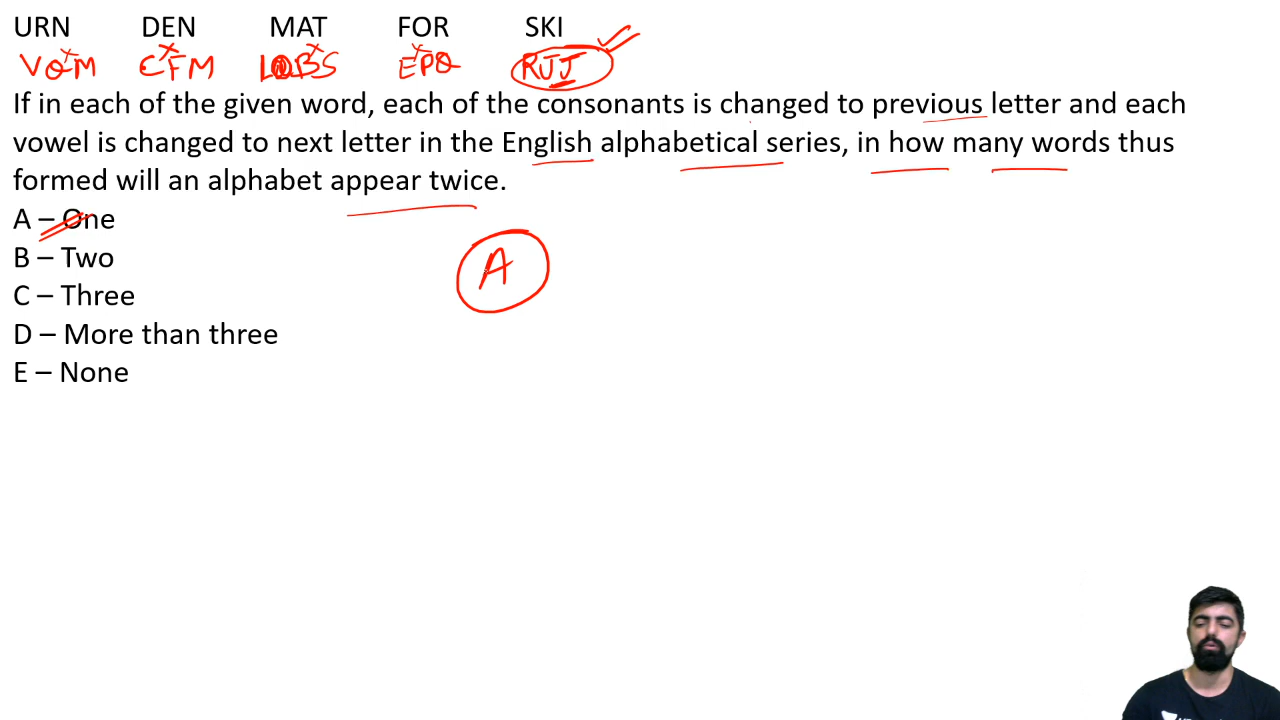 URN DEN MAT FOR SKI
VQM CFM LBS EPQ RJJ
If in each of the given word, each of the consonants is changed to previous letter and each
vowel is changed to next letter in the English alphabetical series, in how many words thus
formed will an alphabet appear twice.
A – One
B – Two
C – Three
D – More than three
E – None
A